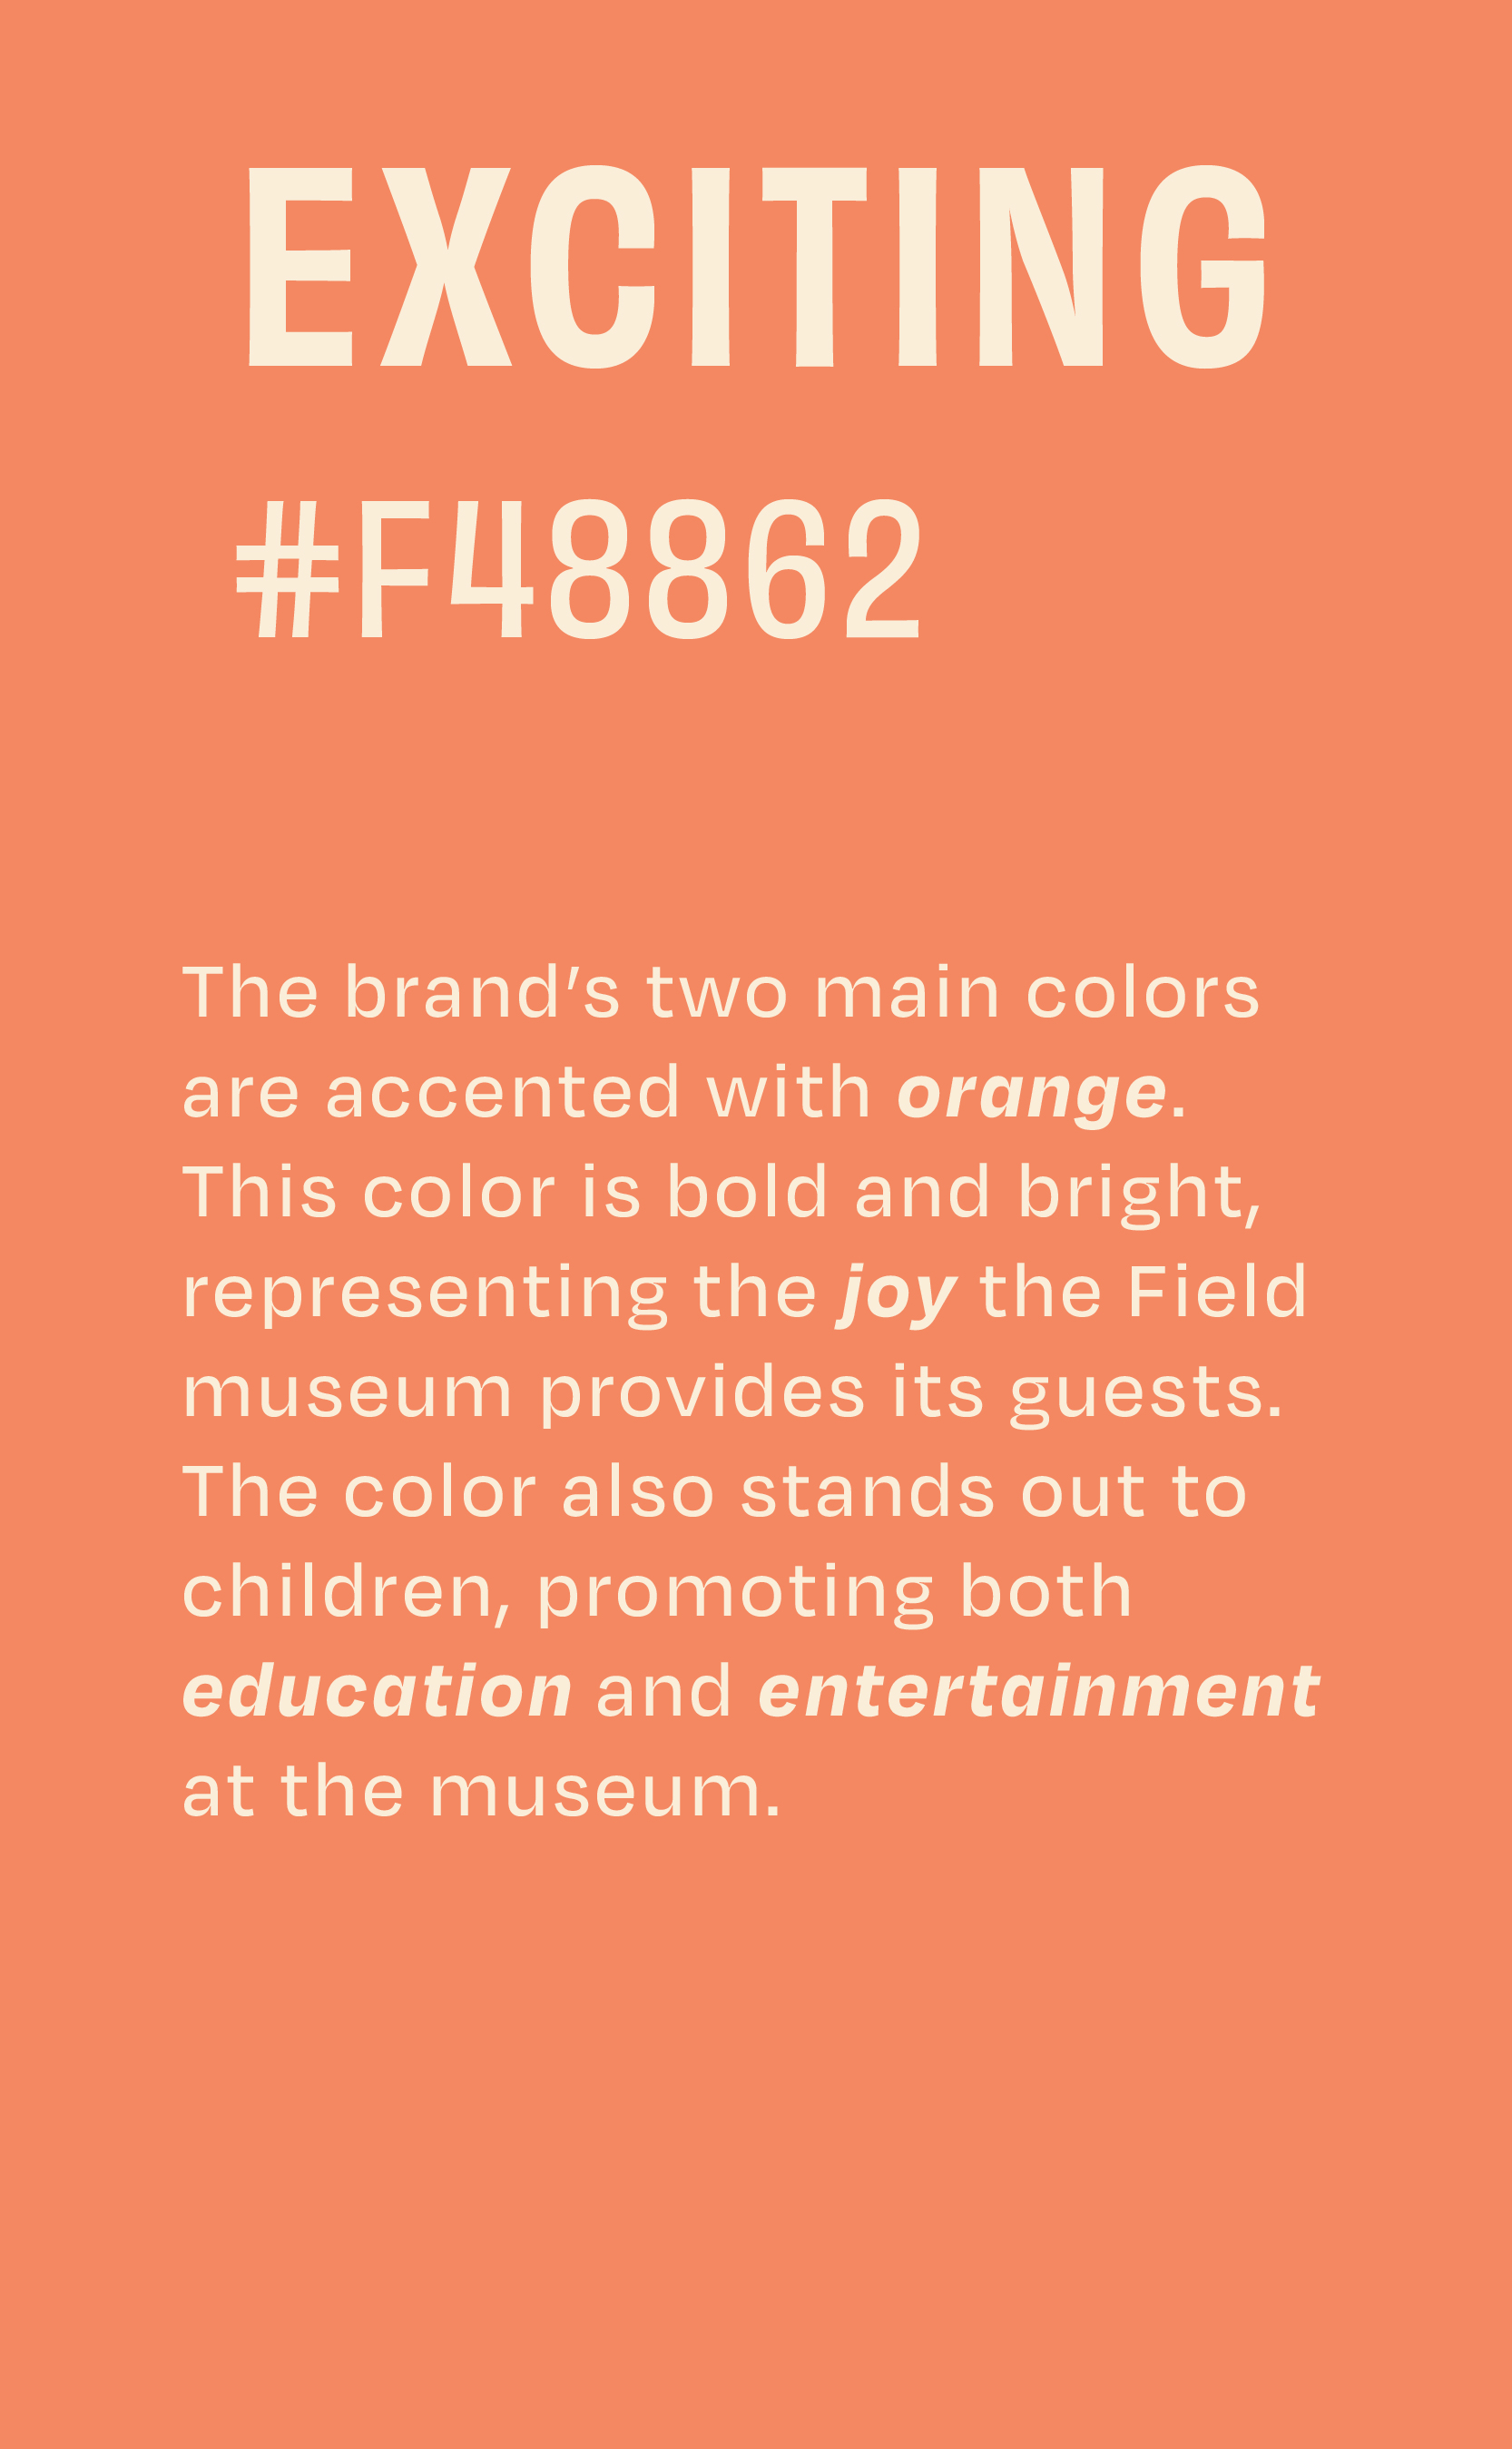 EXCITING
#F48862
The brand’s two main colors
are accented with orange.
This color is bold and bright,
representing the joy the Field
museum provides its guests.
The color also stands out to
children, promoting both
education and entertainment
at the museum.